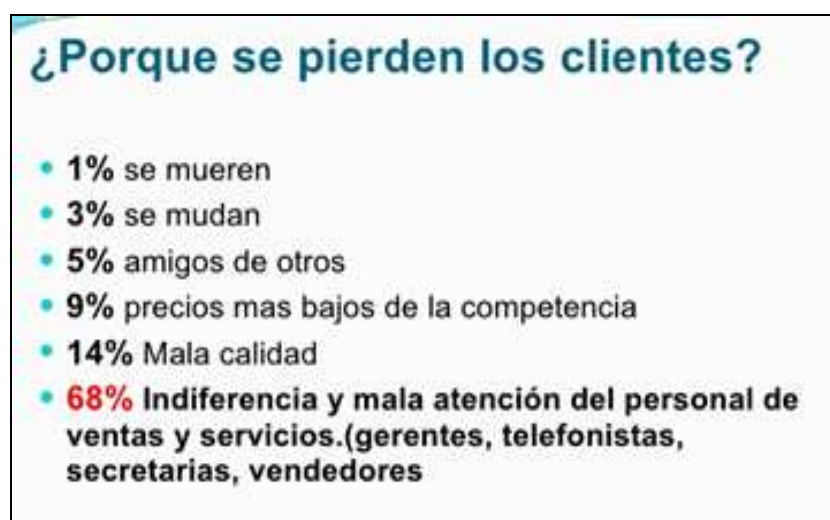 ¿Porque se pierden los clientes?
• 1% se mueren
• 3% se mudan
• 5% amigos de otros
• 9% precios mas bajos de la competencia
• 14% Mala calidad
• 68% Indiferencia y mala atención del personal de
ventas y servicios.(gerentes, telefonistas,
secretarias, vendedores